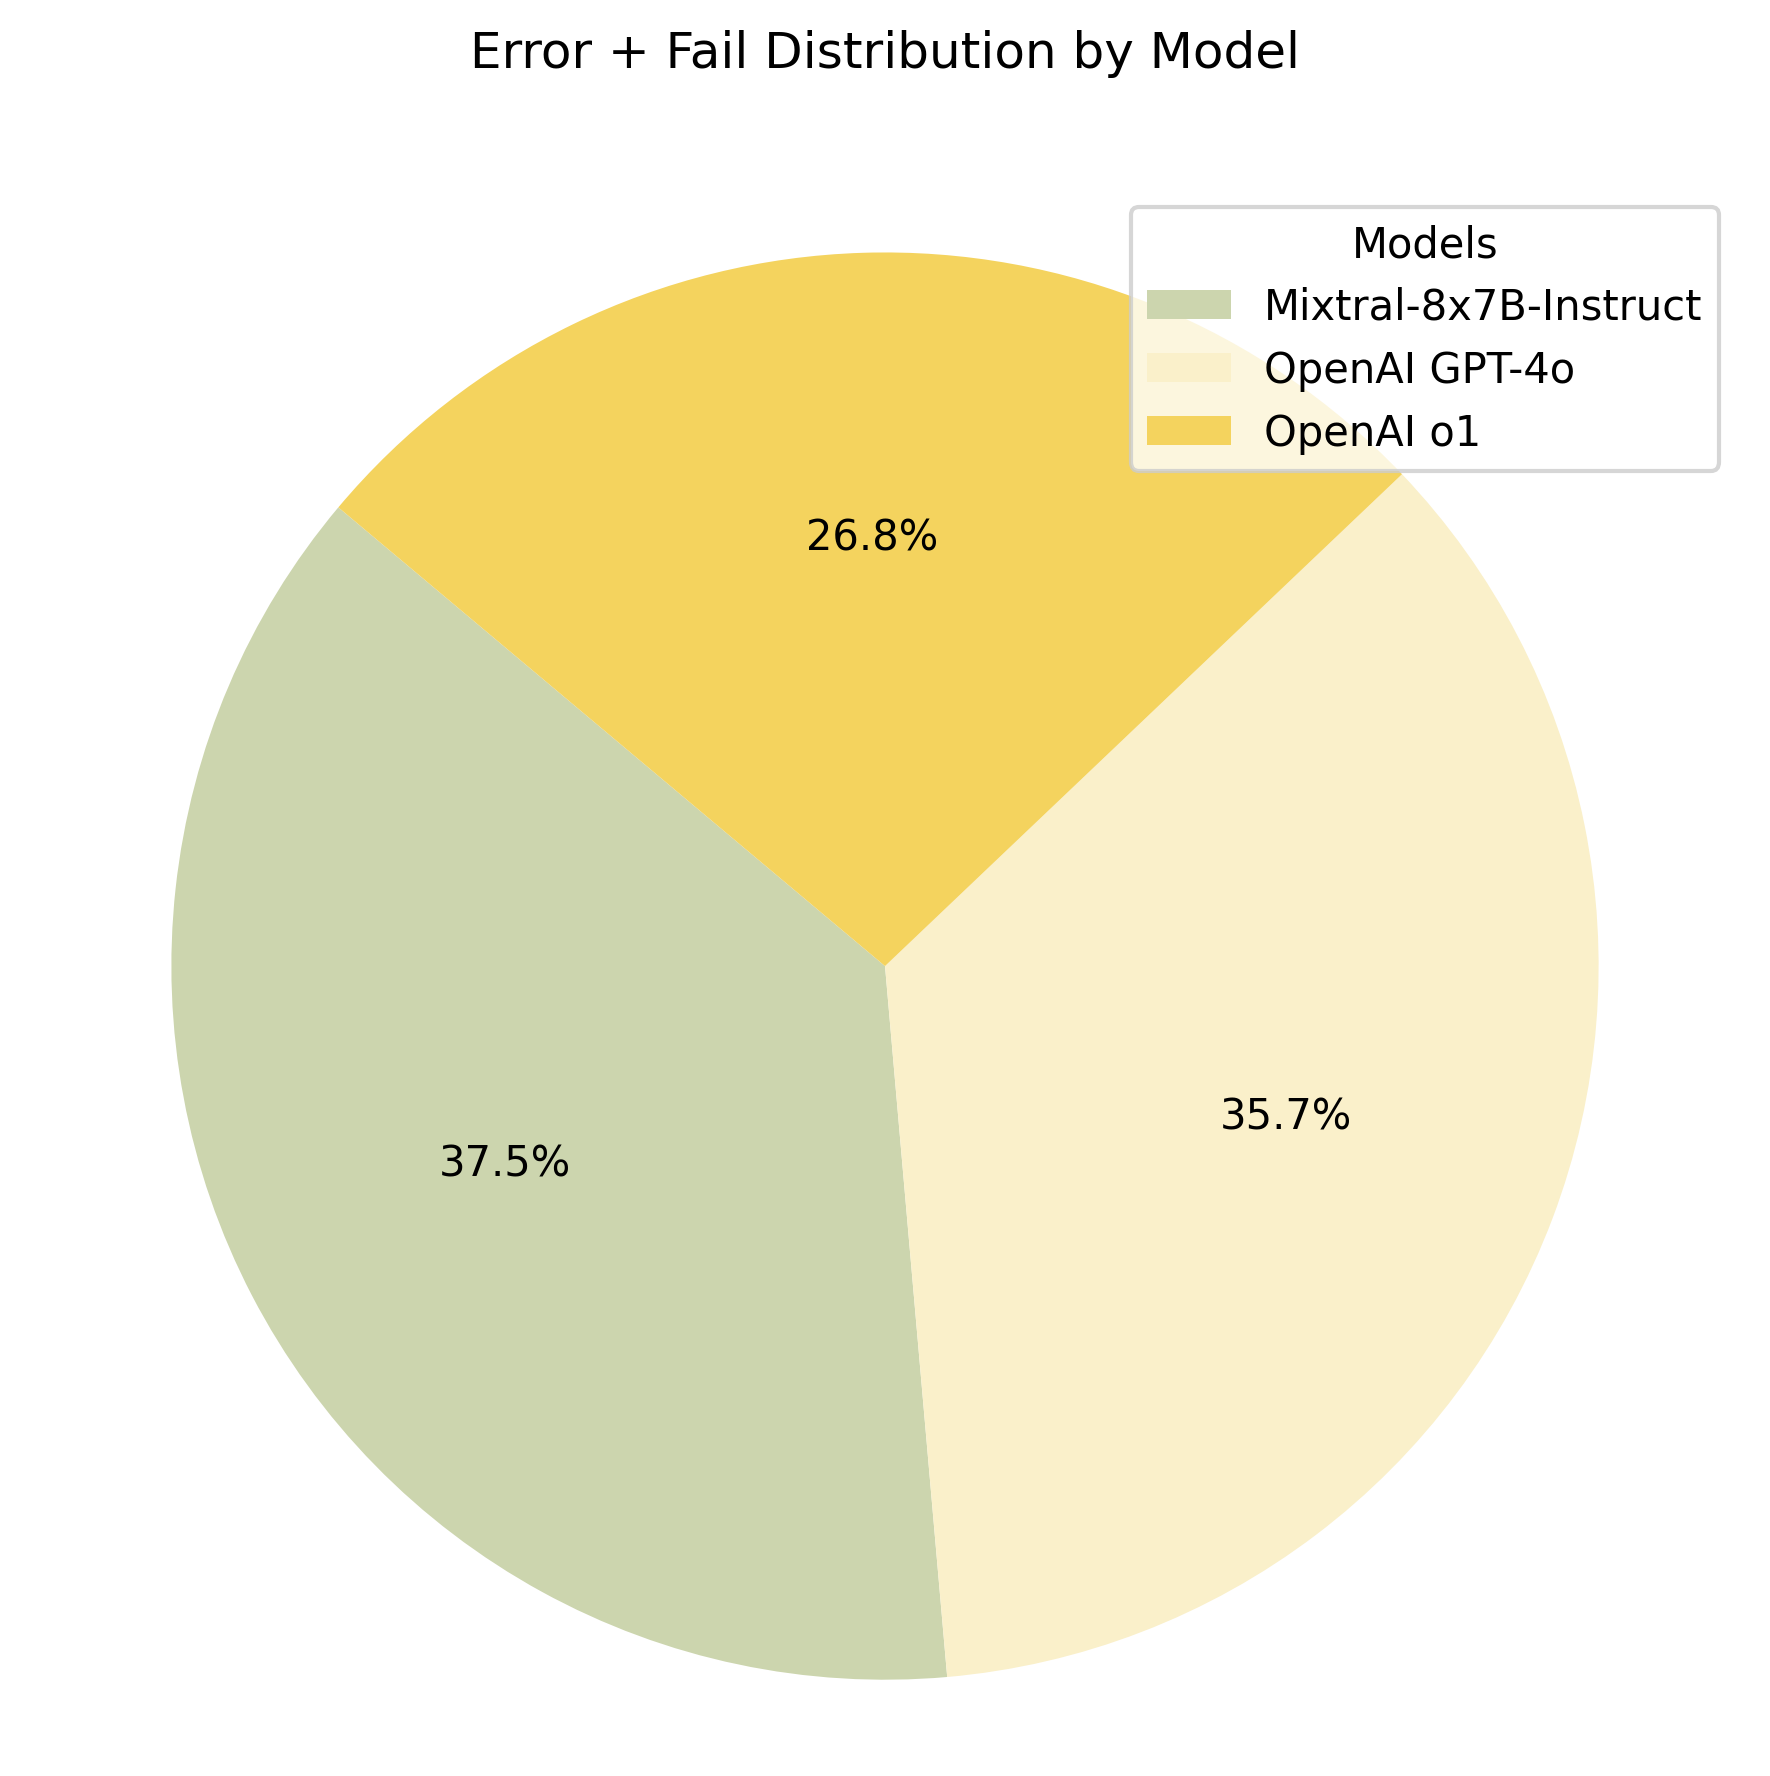 Error + Fail Distribution by Model
Models
Mixtral-8x7B-Instruct
OpenAI GPT-4o
OpenAI o1
26.8%
35.7%
37.5%